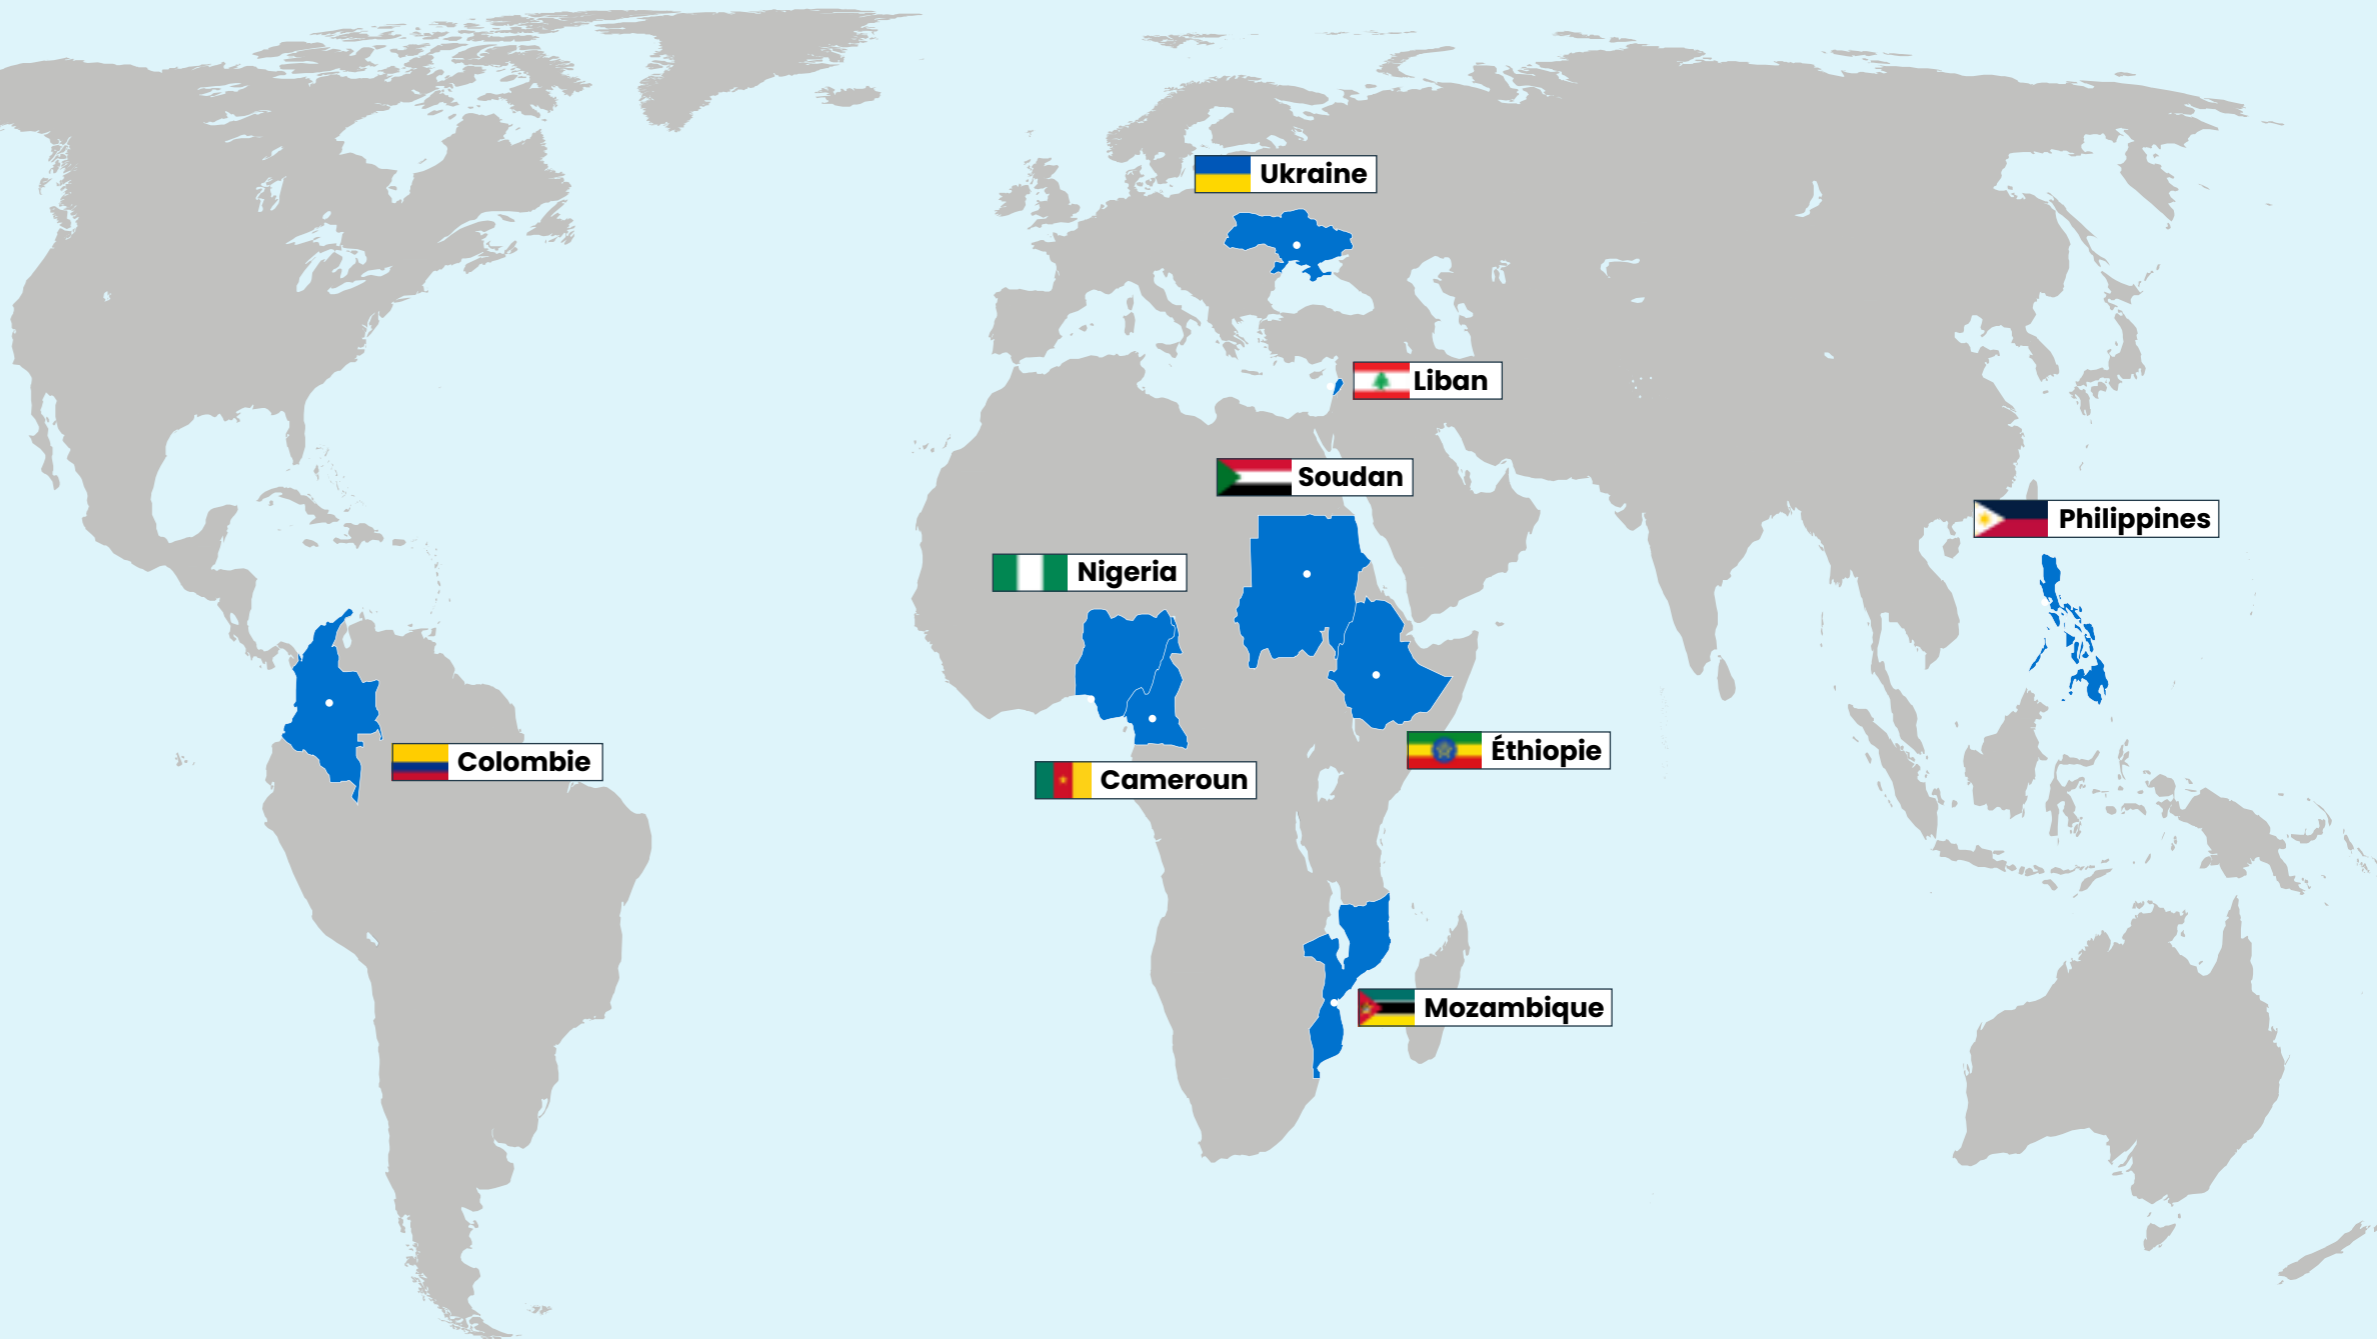 Ukraine
Liban
Soudan
Philippines
Nigeria
Éthiopie
Colombie
Cameroun
Mozambique